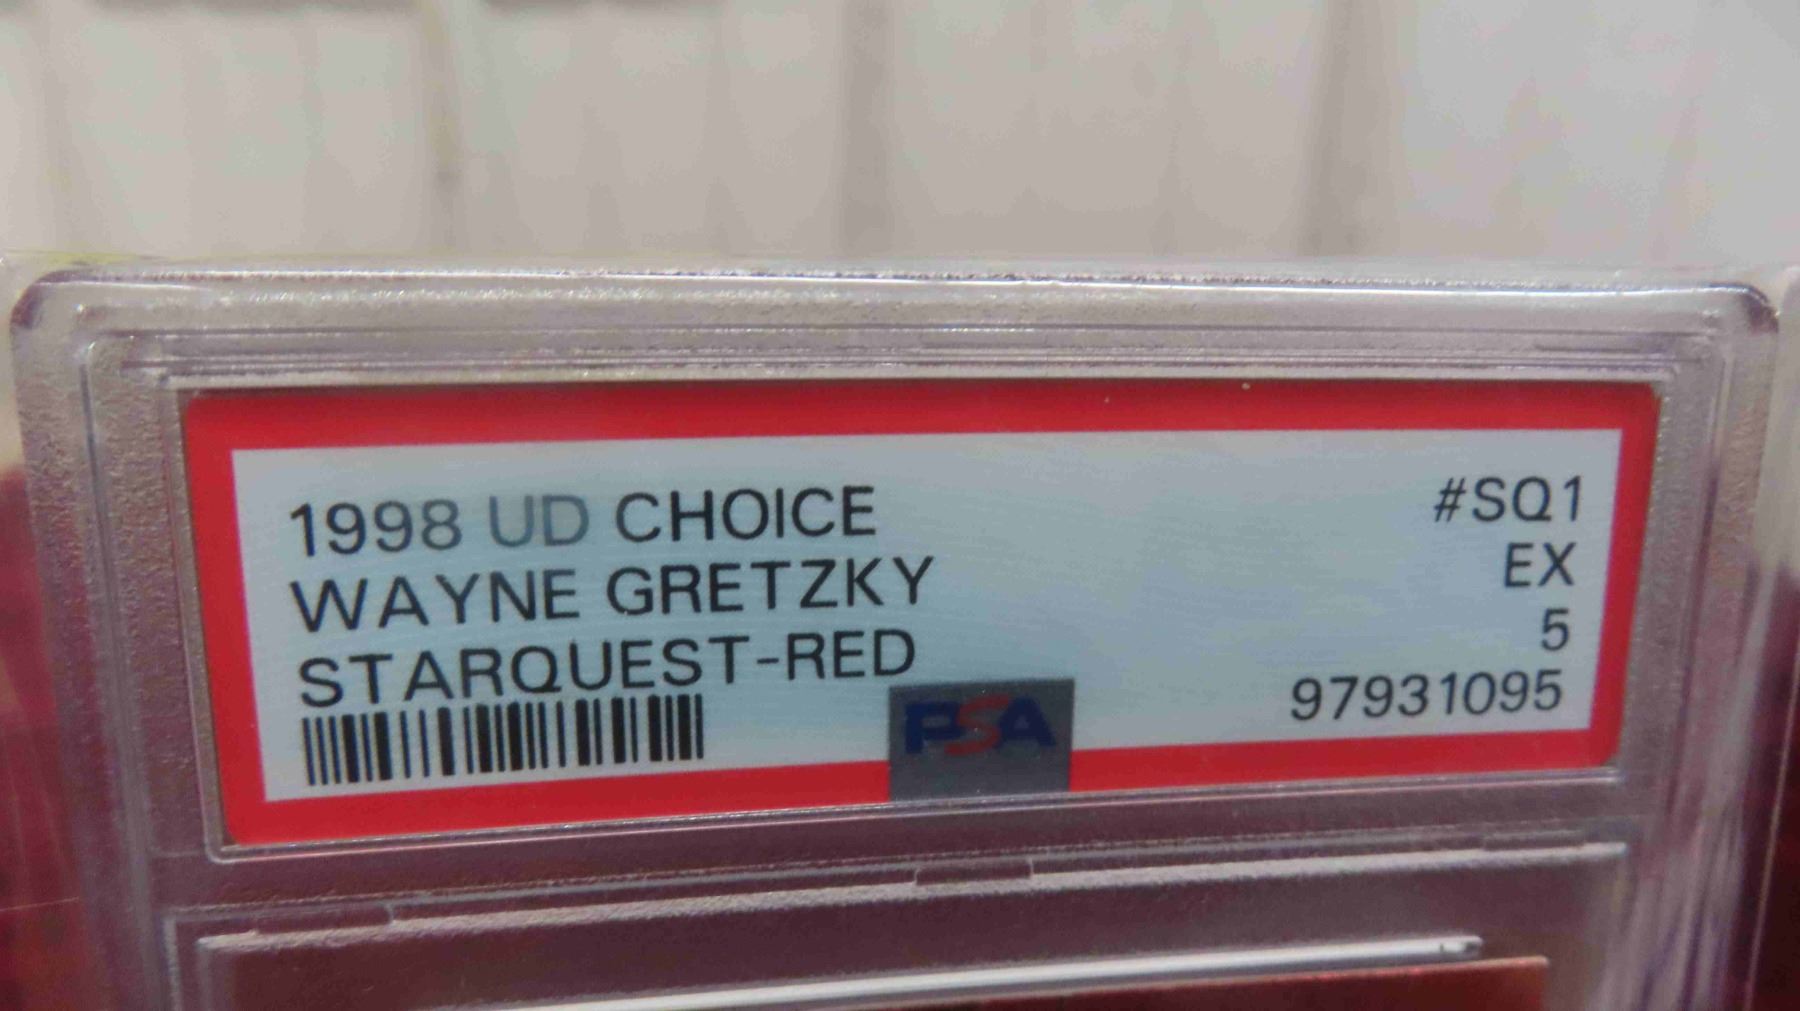 1998 UD CHOICE
WAYNE GRETZKY
STARQUEST-RED
#SQ1
EX
5
97931095
PSA